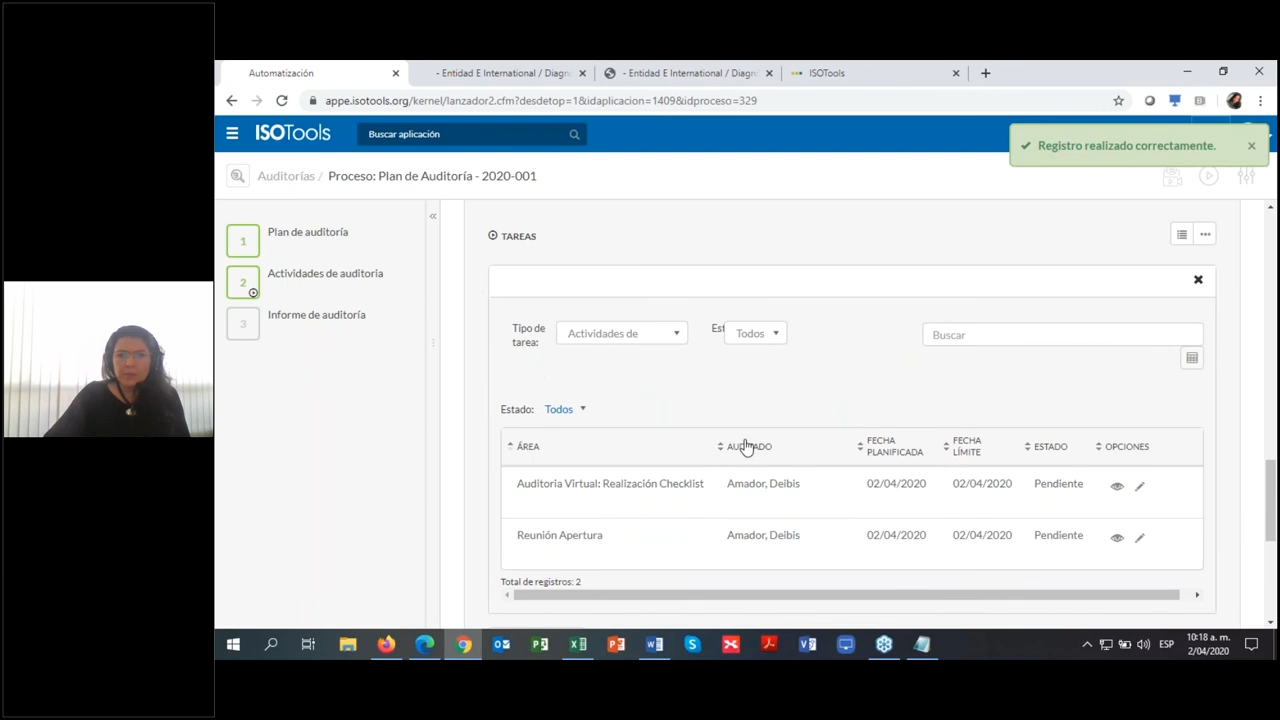 Automatización
- Entidad E International / Diagn
- Entidad E International / Diagn
ISOTools
appe.isotools.org/kernel/lanzador2.cfm?desdetop=1&idaplicacion=1409&idproceso=329
ISOTools
Buscar aplicación
Registro realizado correctamente.
Auditorías / Proceso: Plan de Auditoría - 2020-001
1 Plan de auditoría
2 Actividades de auditoria
3 Informe de auditoría
TAREAS
Tipo de tarea:
Actividades de
Est
Todos
Buscar
Estado: Todos
ÁREA AUDITADO FECHA PLANIFICADA FECHA LÍMITE ESTADO OPCIONES
Auditoria Virtual: Realización Checklist Amador, Deibis 02/04/2020 02/04/2020 Pendiente
Reunión Apertura Amador, Deibis 02/04/2020 02/04/2020 Pendiente
Total de registros: 2
ESP
10:18 a. m.
2/04/2020